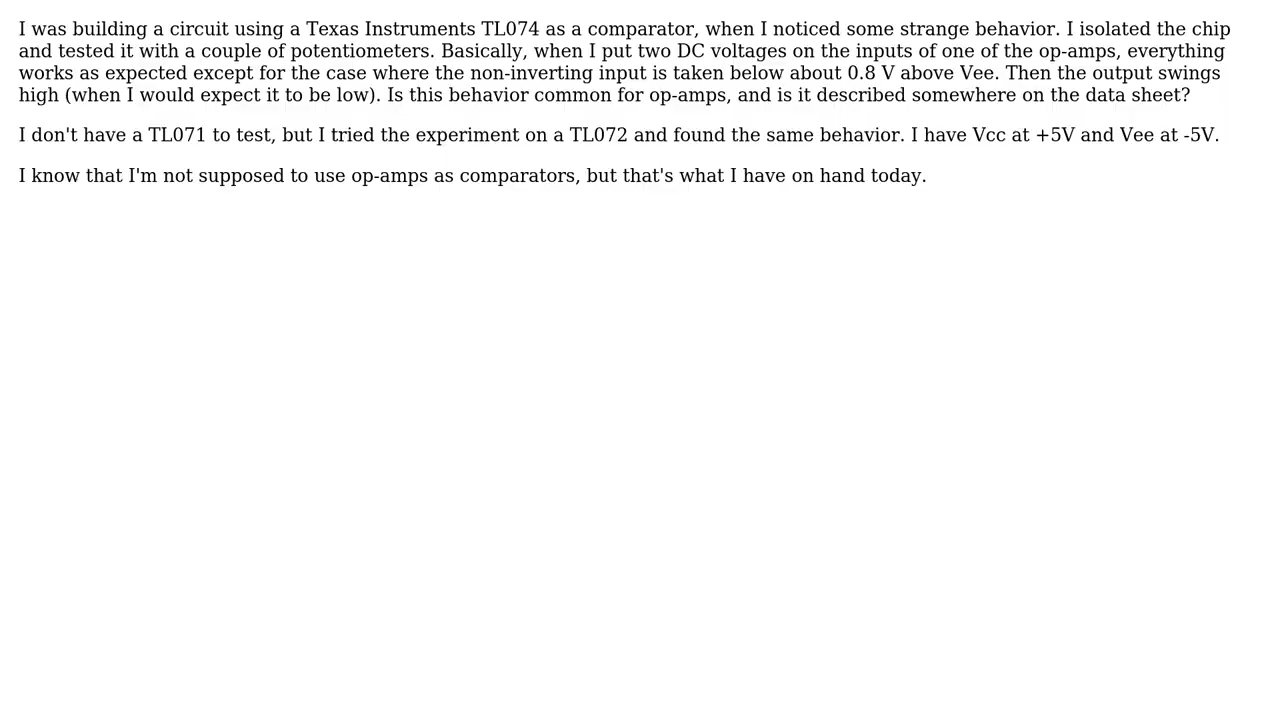 I was building a circuit using a Texas Instruments TL074 as a comparator, when I noticed some strange behavior. I isolated the chip
and tested it with a couple of potentiometers. Basically, when I put two DC voltages on the inputs of one of the op-amps, everything
works as expected except for the case where the non-inverting input is taken below about 0.8 V above Vee. Then the output swings
high (when I would expect it to be low). Is this behavior common for op-amps, and is it described somewhere on the data sheet?
I don't have a TL071 to test, but I tried the experiment on a TL072 and found the same behavior. I have Vcc at +5V and Vee at -5V.
I know that I'm not supposed to use op-amps as comparators, but that's what I have on hand today.